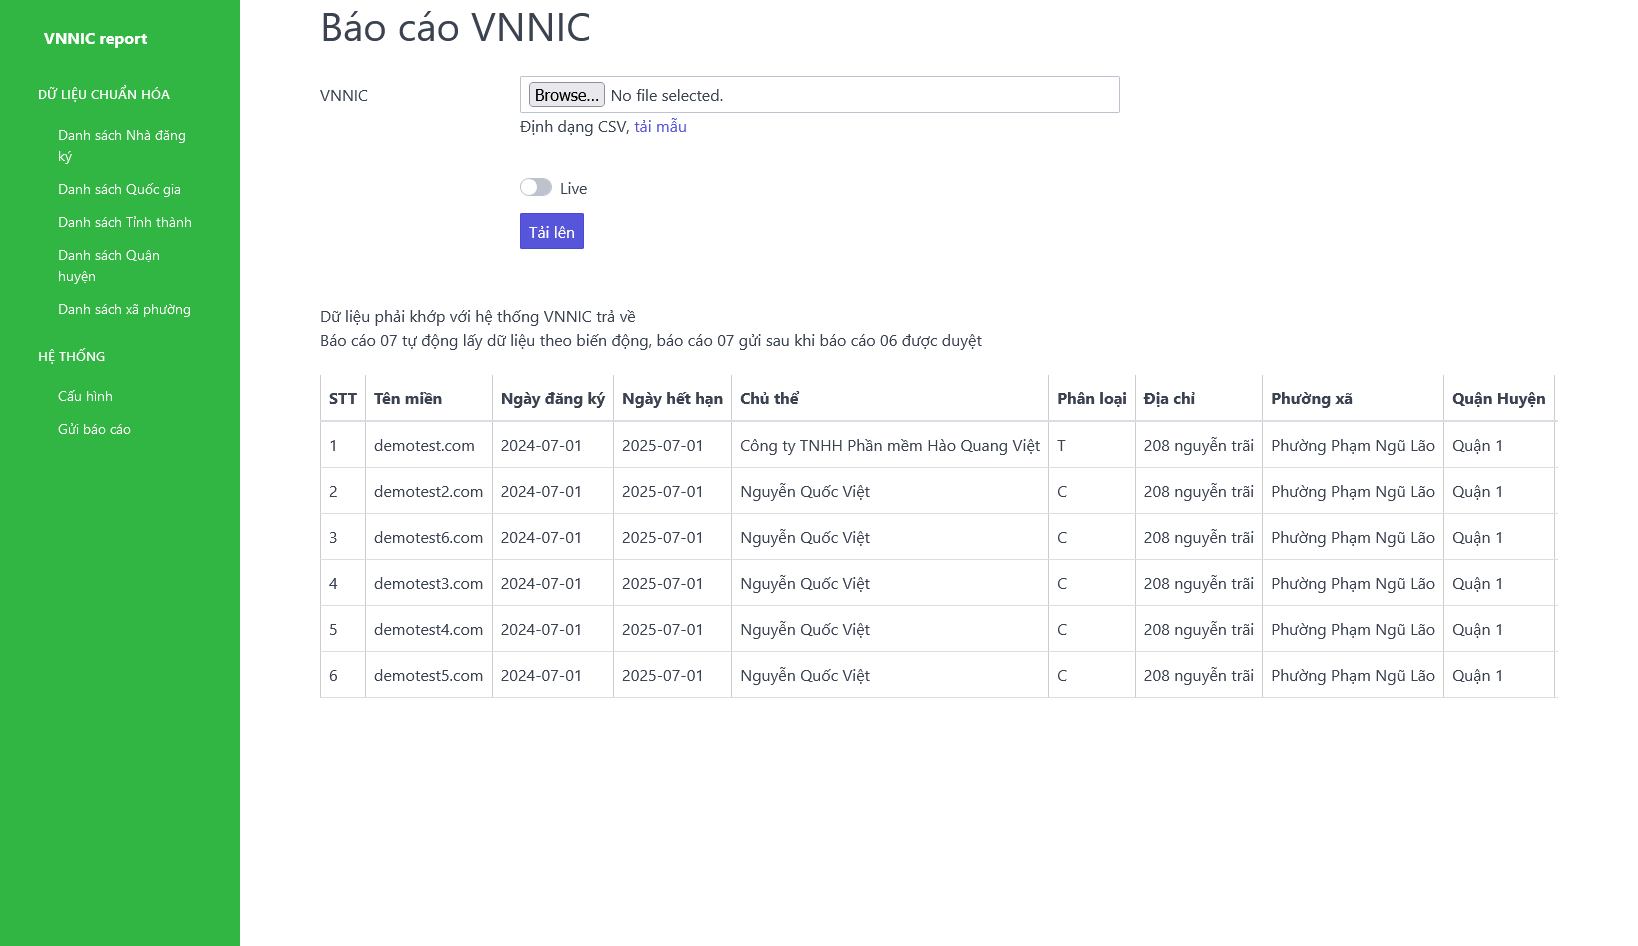 VNNIC report
DỮ LIỆU CHUẨN HÓA
Danh sách Nhà đăng
ký
Danh sách Quốc gia
Danh sách Tỉnh thành
Danh sách Quận
huyện
Danh sách xã phường
HỆ THỐNG
Cấu hình
Gửi báo cáo
Báo cáo VNNIC
VNNIC
Browse... No file selected.
Định dạng CSV, tải mẫu
Live
Tải lên
Dữ liệu phải khớp với hệ thống VNNIC trả về
Báo cáo 07 tự động lấy dữ liệu theo biến động, báo cáo 07 gửi sau khi báo cáo 06 được duyệt
STT Tên miền Ngày đăng ký Ngày hết hạn Chủ thể Phân loại Địa chỉ Phường xã Quận Huyện
1 demotest.com 2024-07-01 2025-07-01 Công ty TNHH Phần mềm Hào Quang Việt T 208 nguyễn trãi Phường Phạm Ngũ Lão Quận 1
2 demotest2.com 2024-07-01 2025-07-01 Nguyễn Quốc Việt C 208 nguyễn trãi Phường Phạm Ngũ Lão Quận 1
3 demotest6.com 2024-07-01 2025-07-01 Nguyễn Quốc Việt C 208 nguyễn trãi Phường Phạm Ngũ Lão Quận 1
4 demotest3.com 2024-07-01 2025-07-01 Nguyễn Quốc Việt C 208 nguyễn trãi Phường Phạm Ngũ Lão Quận 1
5 demotest4.com 2024-07-01 2025-07-01 Nguyễn Quốc Việt C 208 nguyễn trãi Phường Phạm Ngũ Lão Quận 1
6 demotest5.com 2024-07-01 2025-07-01 Nguyễn Quốc Việt C 208 nguyễn trãi Phường Phạm Ngũ Lão Quận 1